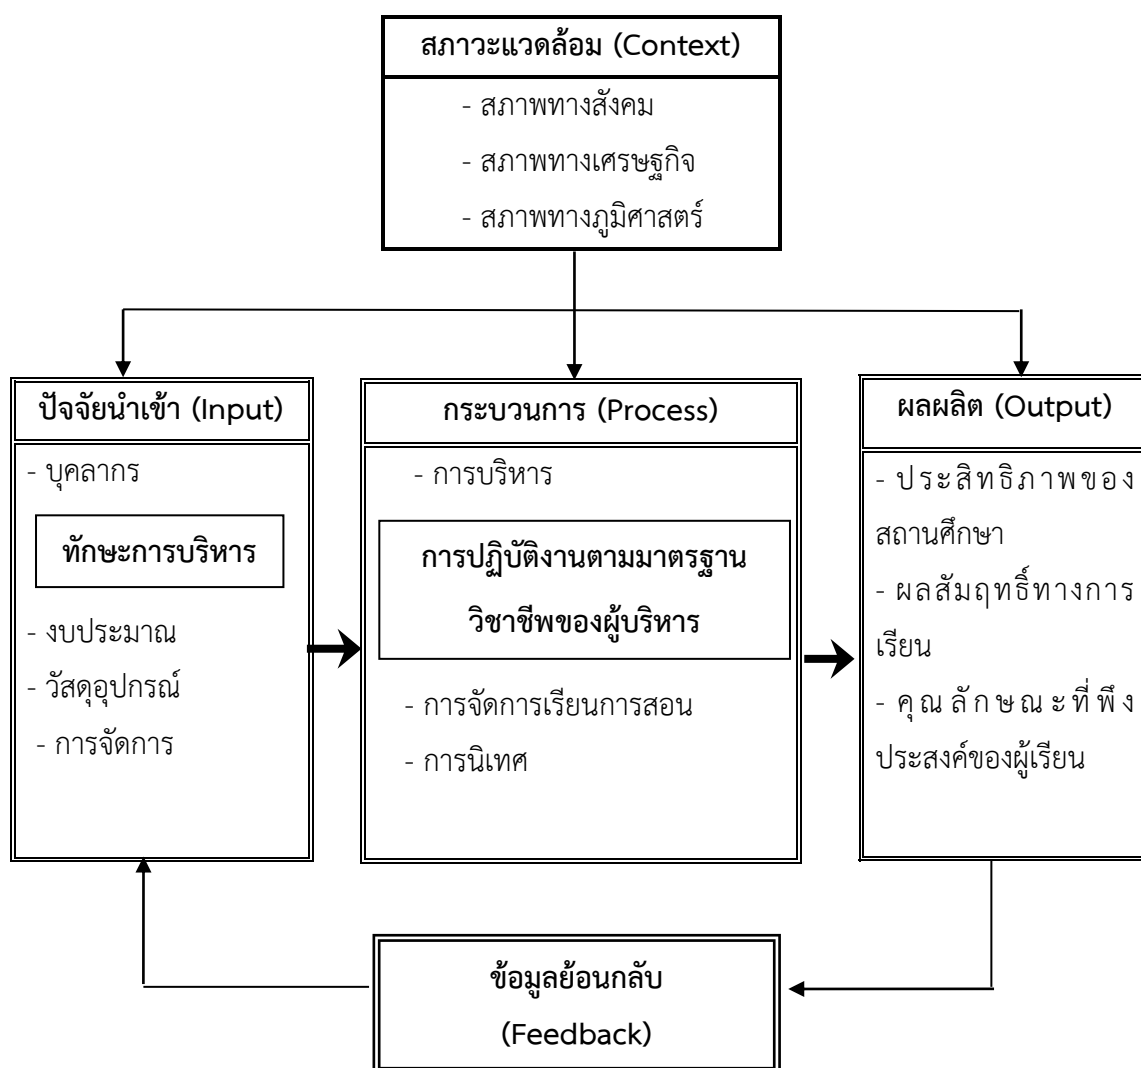 สภาวะแวดล้อม (Context)
- สภาพทางสังคม
- สภาพทางเศรษฐกิจ
- สภาพทางภูมิศาสตร์
ปัจจัยนำเข้า (Input)
- บุคลากร
ทักษะการบริหาร
- งบประมาณ
- วัสดุอุปกรณ์
- การจัดการ
กระบวนการ (Process)
- การบริหาร
การปฏิบัติงานตามมาตรฐาน
วิชาชีพของผู้บริหาร
- การจัดการเรียนการสอน
- การนิเทศ
ผลผลิต (Output)
- ประสิทธิภาพของ
สถานศึกษา
- ผลสัมฤทธิ์ทางการ
เรียน
- คุณลักษณะที่พึง
ประสงค์ของผู้เรียน
ข้อมูลย้อนกลับ
(Feedback)